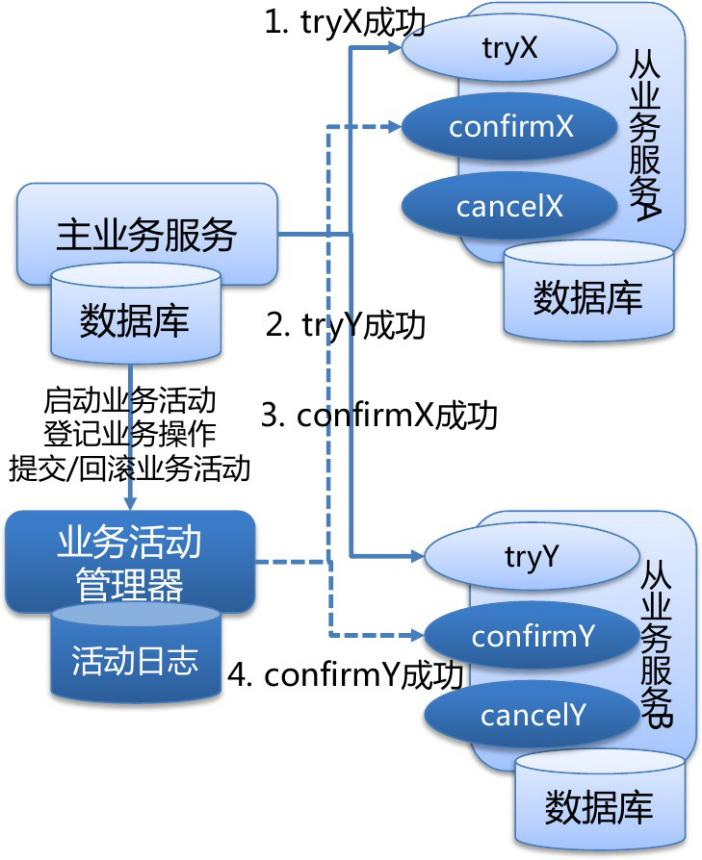 1. tryX成功
tryX
confirmX
cancelX
从业务服务A
数据库
主业务服务
数据库
2. tryY成功
启动业务活动
登记业务操作
提交/回滚业务活动
3. confirmX成功
业务活动
管理器
活动日志
tryY
confirmY
cancelY
从业务服务B
数据库
4. confirmY成功